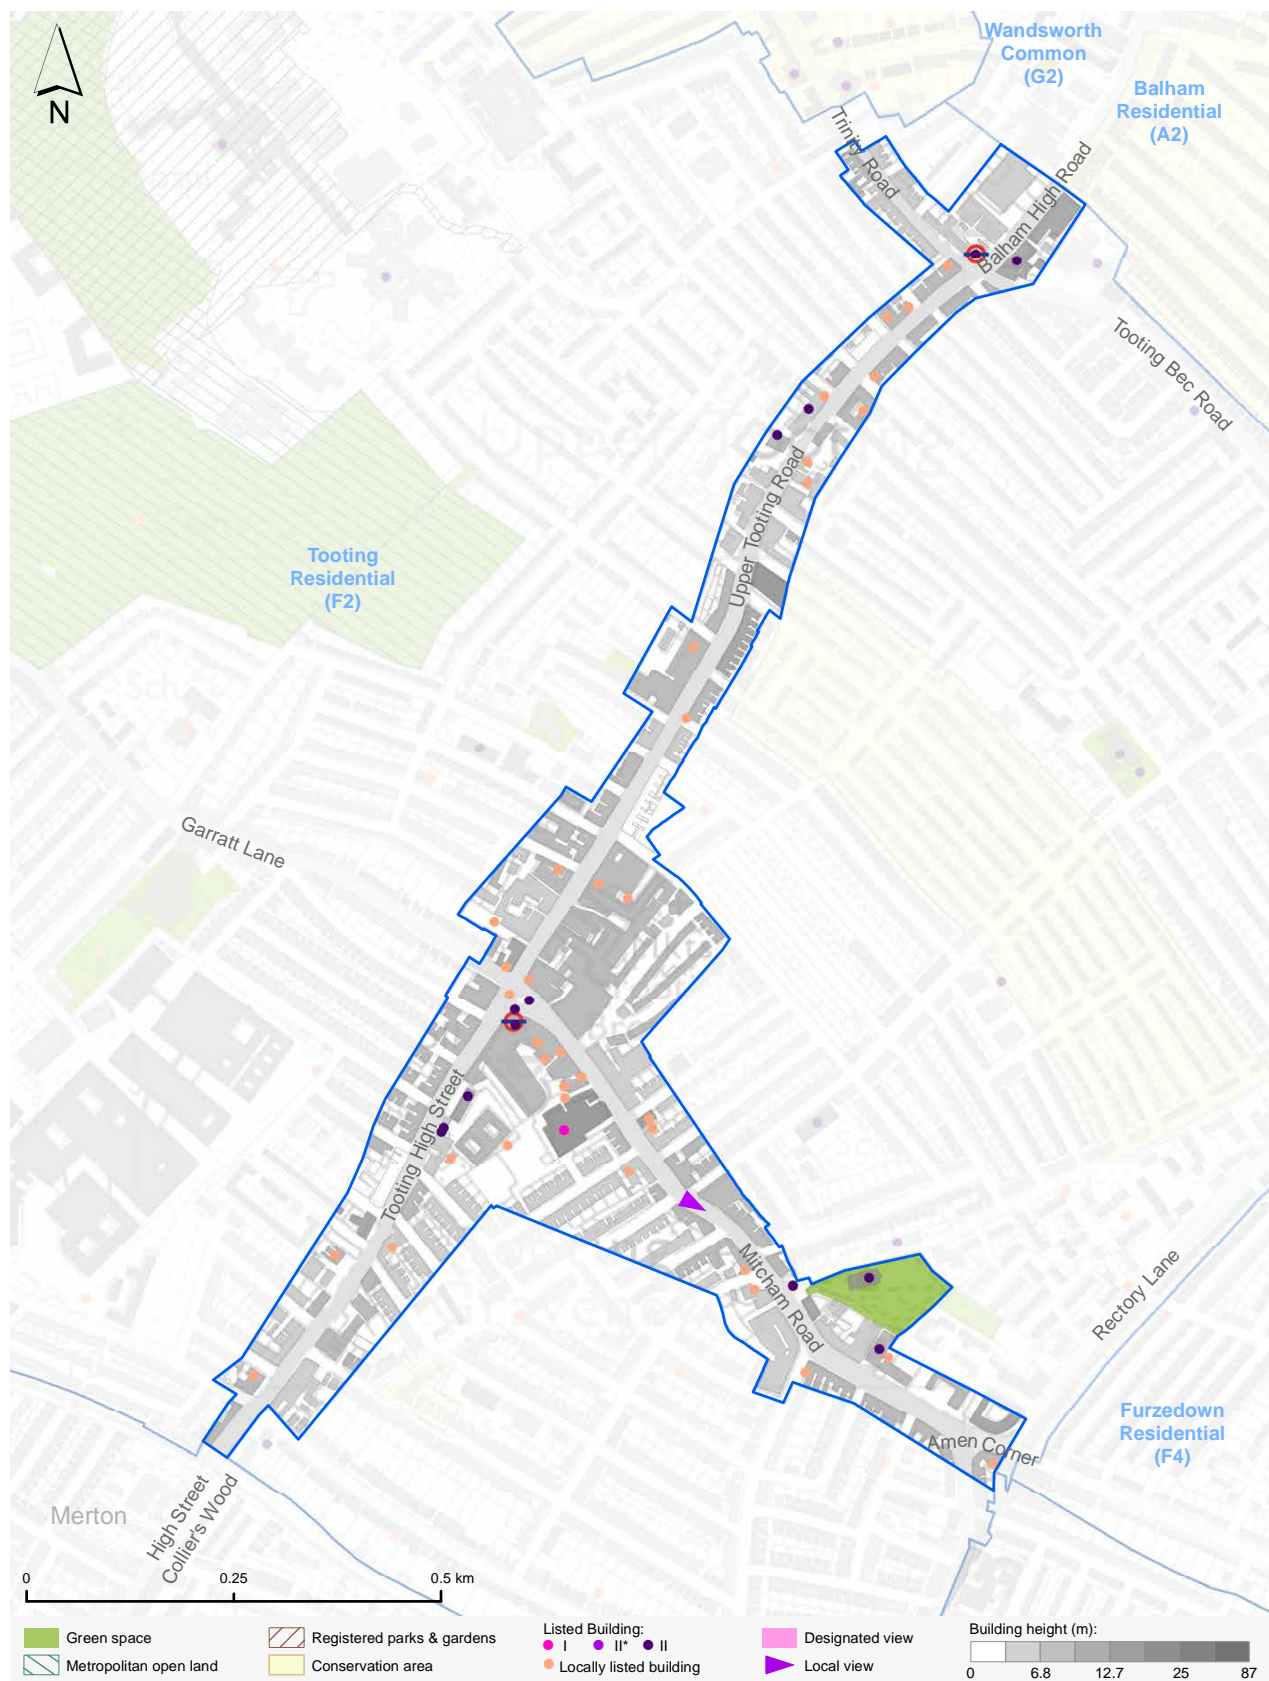 Wandsworth
Common
(G2)
Balham
Residential
(A2)
N
Trinity Road
Balham High Road
Tooting Bec Road
Upper Tooting Road
Tooting
Residential
(F2)
Garratt Lane
Tooting High Street
Mitcham Road
Rectory Lane
Furzedown
Residential
(F4)
Amen Corner
High Street
Collier's Wood
Merton
0 0.25 0.5 km
Green space
Metropolitan open land
Registered parks & gardens
Conservation area
Listed Building:
I II* II
Locally listed building
Designated view
Local view
Building height (m):
0 6.8 12.7 25 87